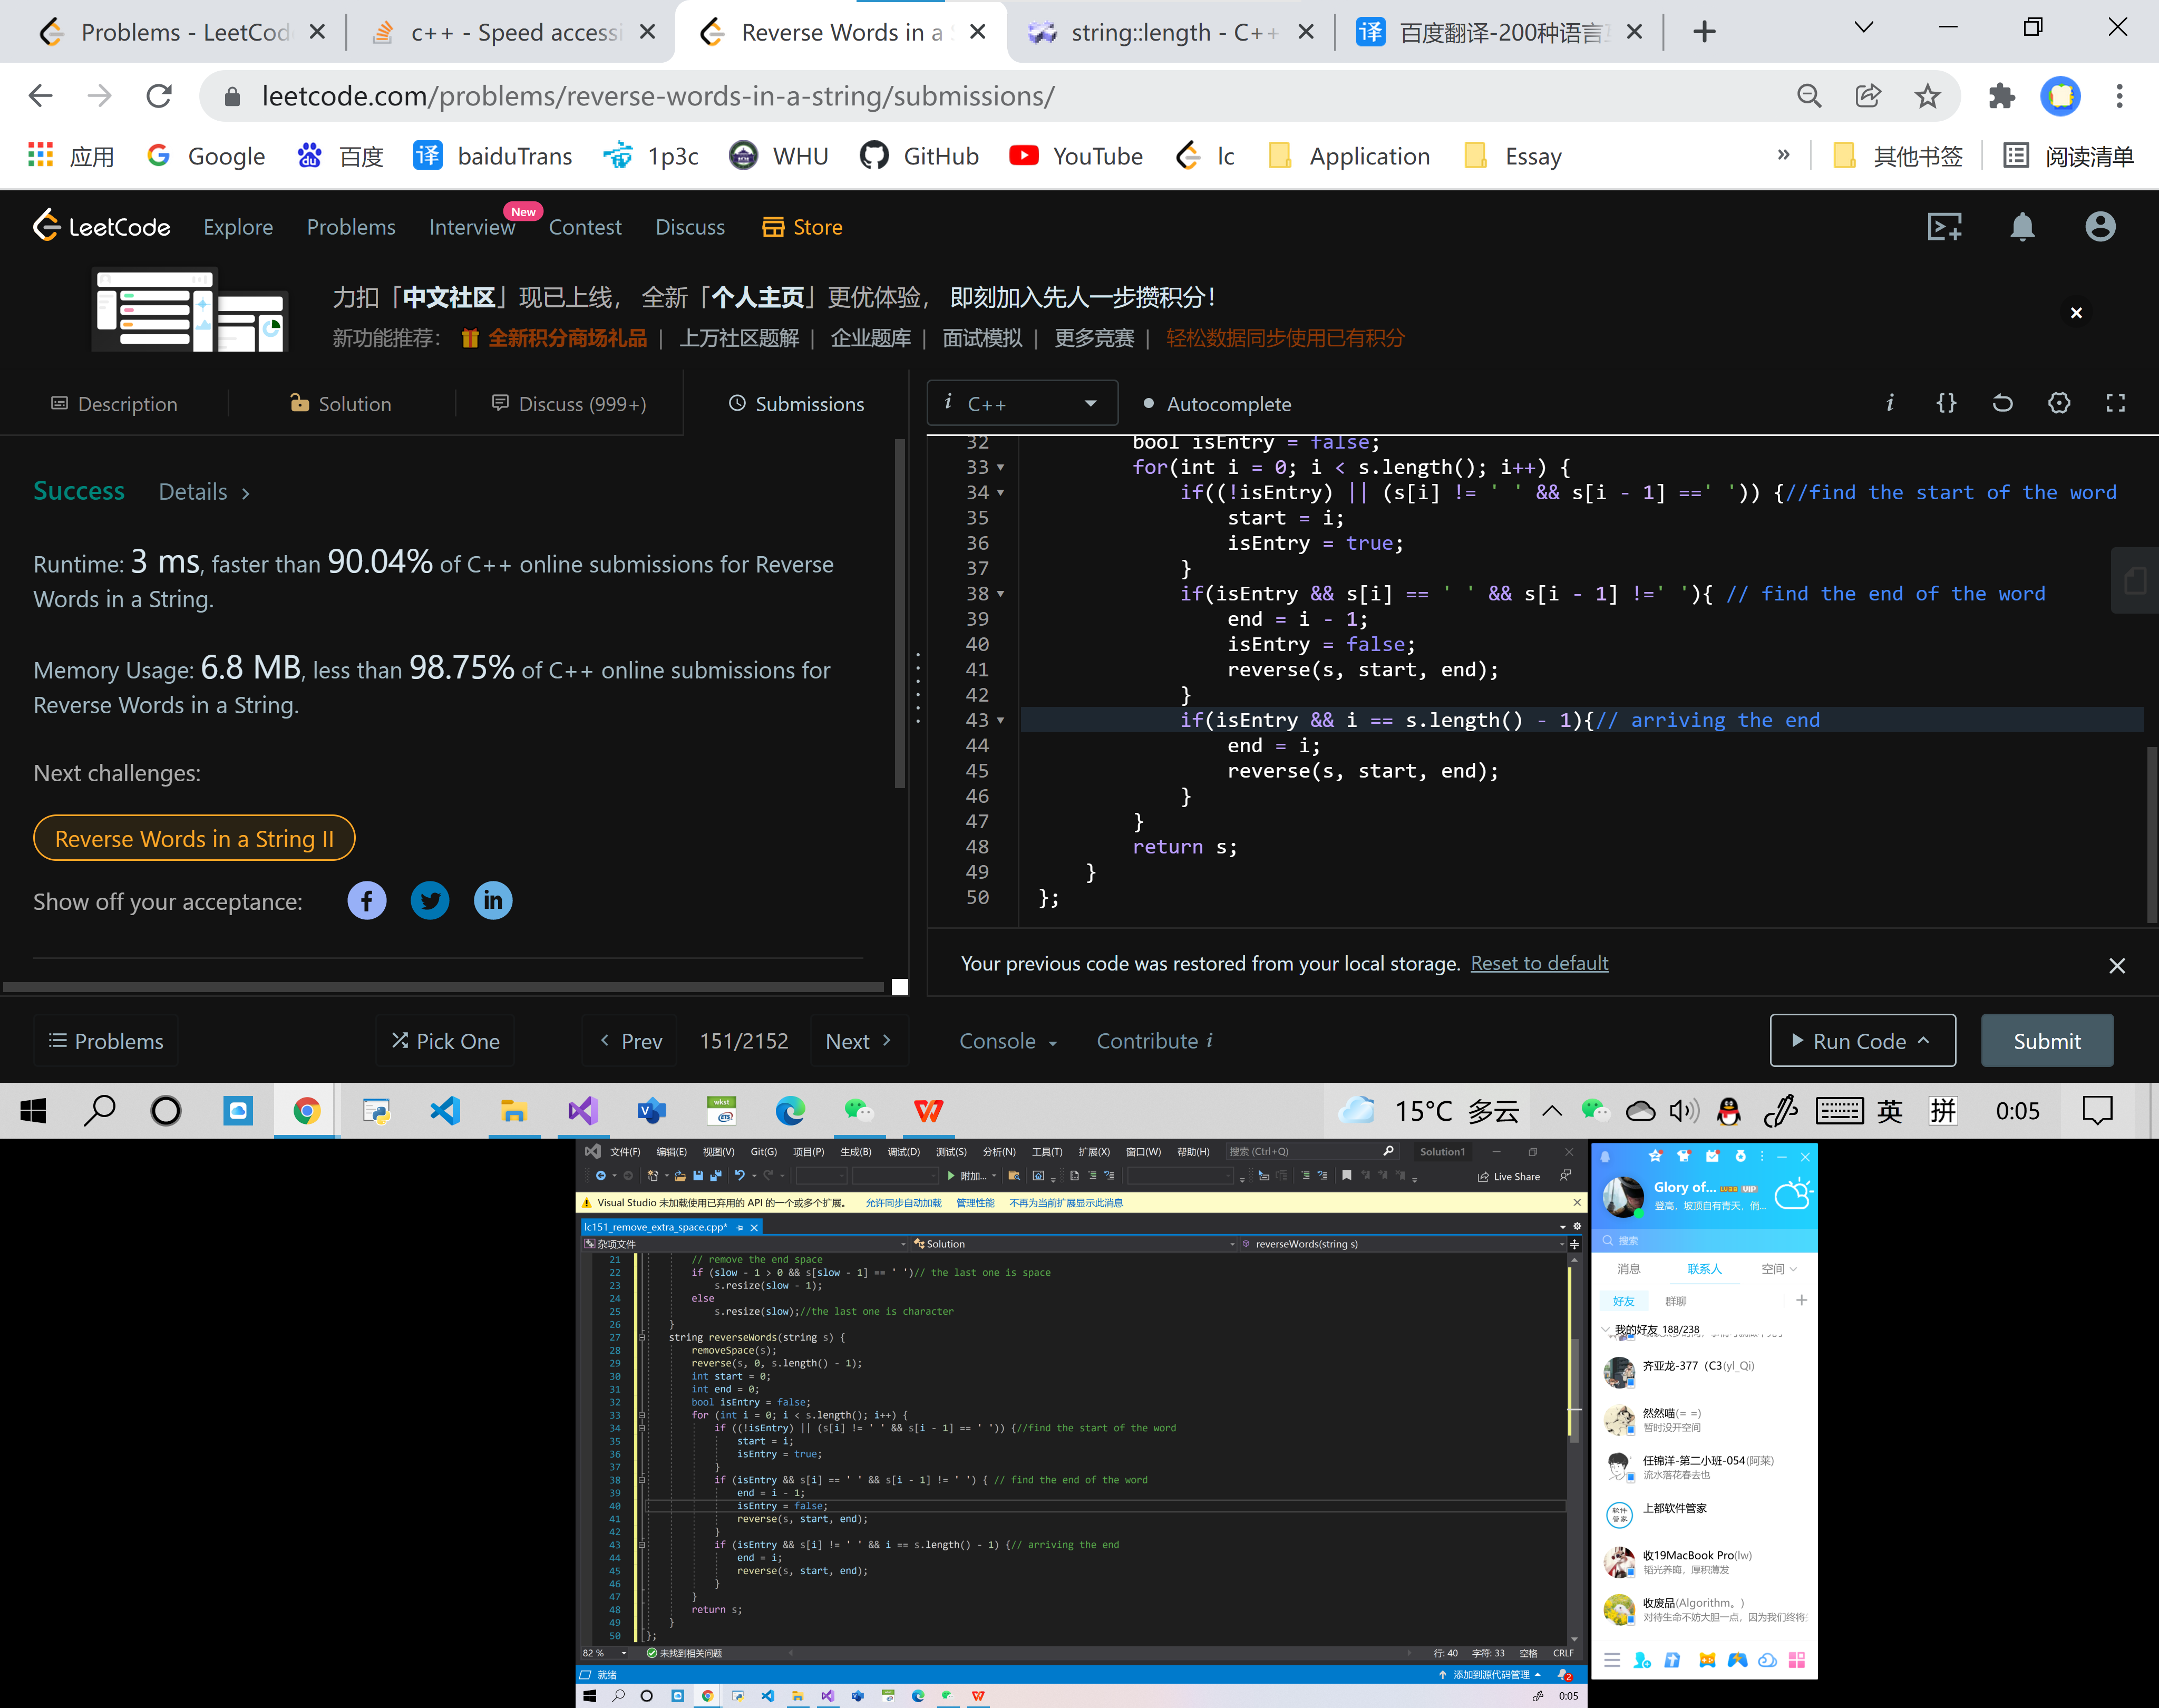 Problems - LeetCod
c++ - Speed accessi
Reverse Words in a S
string::length - C++
百度翻译-200种语言
leetcode.com/problems/reverse-words-in-a-string/submissions/
应用
Google
百度
baiduTrans
1p3c
WHU
GitHub
YouTube
lc
Application
Essay
»
其他书签
阅读清单
LeetCode
Explore
Problems
Interview
New
Contest
Discuss
Store
力扣「中文社区」现已上线， 全新「个人主页」更优体验， 即刻加入先人一步攒积分！
新功能推荐： 全新积分商场礼品 | 上万社区题解 | 企业题库 | 面试模拟 | 更多竞赛 | 轻松数据同步使用已有积分
Description
Solution
Discuss (999+)
Submissions
Success Details >
Runtime: 3 ms, faster than 90.04% of C++ online submissions for Reverse
Words in a String.
Memory Usage: 6.8 MB, less than 98.75% of C++ online submissions for
Reverse Words in a String.
Next challenges:
Reverse Words in a String II
Show off your acceptance:
C++
Autocomplete
32 bool isEntry = false;
33 for(int i = 0; i < s.length(); i++) {
34 if((!isEntry) || (s[i] != ' ' && s[i - 1] ==' ')) {//find the start of the word
35 start = i;
36 isEntry = true;
37 }
38 if(isEntry && s[i] == ' ' && s[i - 1] !=' '){ // find the end of the word
39 end = i - 1;
40 isEntry = false;
41 reverse(s, start, end);
42 }
43 if(isEntry && i == s.length() - 1){// arriving the end
44 end = i;
45 reverse(s, start, end);
46 }
47 }
48 return s;
49 }
50 };
Your previous code was restored from your local storage. Reset to default
Problems
Pick One
Prev
151/2152
Next
Console
Contribute i
Run Code
Submit
15°C 多云
英
拼
0:05
文件(F) 编辑(E) 视图(V) Git(G) 项目(P) 生成(B) 调试(D) 测试(S) 分析(N) 工具(T) 扩展(X) 窗口(W) 帮助(H) 搜索 (Ctrl+Q) Solution1
附加...
Live Share
Visual Studio 未加载使用已弃用的 API 的一个或多个扩展。 允许同步自动加载 管理性能 不再为当前扩展显示此消息
lc151_remove_extra_space.cpp*
杂项文件
Solution
reverseWords(string s)
21 // remove the end space
22 if (slow - 1 > 0 && s[slow - 1] == ' ')// the last one is space
23 s.resize(slow - 1);
24 else
25 s.resize(slow);//the last one is character
26 }
27 string reverseWords(string s) {
28 removeSpace(s);
29 reverse(s, 0, s.length() - 1);
30 int start = 0;
31 int end = 0;
32 bool isEntry = false;
33 for (int i = 0; i < s.length(); i++) {
34 if ((!isEntry) || (s[i] != ' ' && s[i - 1] == ' ')) {//find the start of the word
35 start = i;
36 isEntry = true;
37 }
38 if (isEntry && s[i] == ' ' && s[i - 1] != ' ') { // find the end of the word
39 end = i - 1;
40 isEntry = false;
41 reverse(s, start, end);
42 }
43 if (isEntry && s[i] != ' ' && i == s.length() - 1) {// arriving the end
44 end = i;
45 reverse(s, start, end);
46 }
47 }
48 return s;
49 }
50 };
82 % 未找到相关问题
行: 40 字符: 33 空格 CRLF
就绪
添加到源代码管理
2
0:05
Glory of... VIP
登高，坡顶自有青天，倘...
搜索
消息 联系人 空间
好友 群聊
我的好友 188/238
齐亚龙-377（C3(yl_Qi)
然然喵(= =)
暂时没开空间
任锦洋-第二小班-054(阿莱)
流水落花春去也
软件管家
上都软件管家
收19MacBook Pro(lw)
韬光养晦，厚积薄发
收废品(Algorithm。)
对待生命不妨大胆一点，因为我们终将